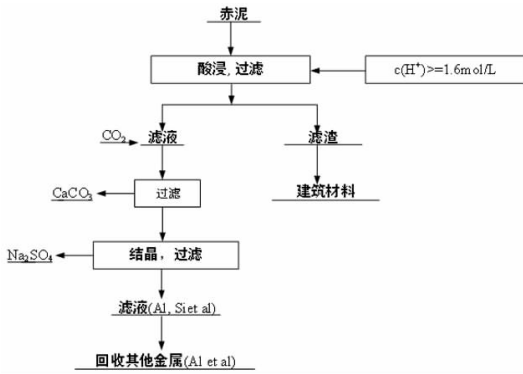 赤泥
酸浸, 过滤
c(H⁺)>=1.6mol/L
CO₂
滤液
滤渣
CaCO₃
过滤
建筑材料
Na₂SO₄
结晶，过滤
滤液(Al, Si et al)
回收其他金属(Al et al)